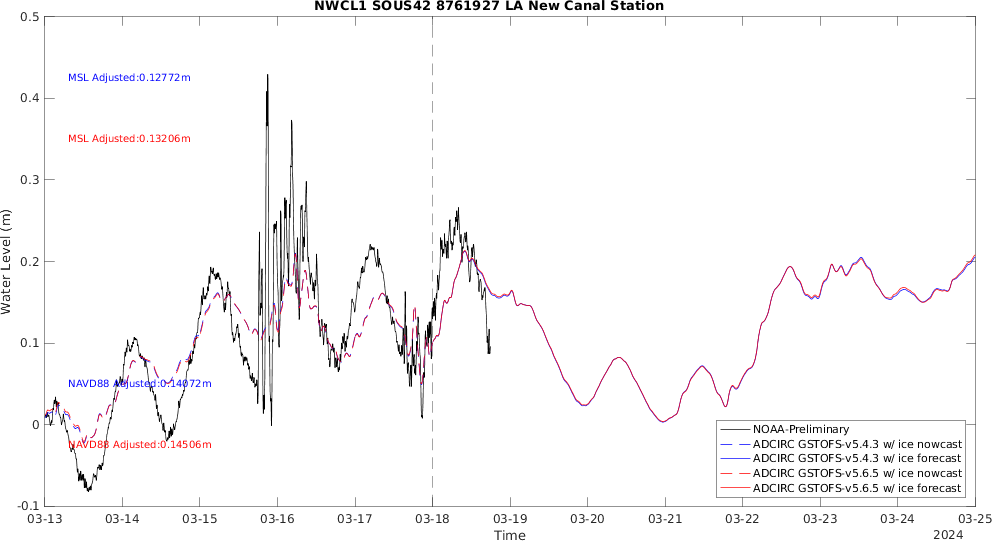 NWCL1 SOUS42 8761927 LA New Canal Station
Water Level (m)
0.5
0.4
0.3
0.2
0.1
0
-0.1
MSL Adjusted:0.12772m
MSL Adjusted:0.13206m
NAVD88 Adjusted:0.14072m
NAVD88 Adjusted:0.14506m
NOAA-Preliminary
ADCIRC GSTOFS-v5.4.3 w/ ice nowcast
ADCIRC GSTOFS-v5.4.3 w/ ice forecast
ADCIRC GSTOFS-v5.6.5 w/ ice nowcast
ADCIRC GSTOFS-v5.6.5 w/ ice forecast
03-13 03-14 03-15 03-16 03-17 03-18 03-19 03-20 03-21 03-22 03-23 03-24 03-25
Time
2024